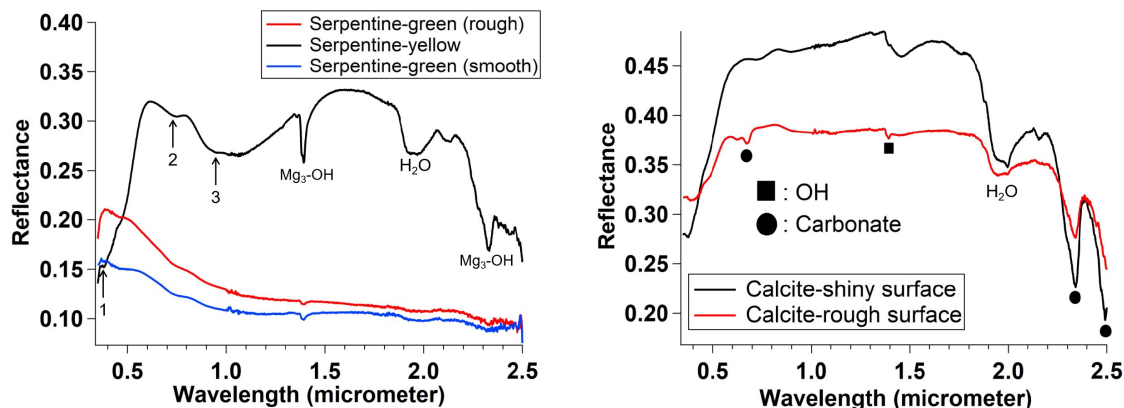 0.40
0.35
0.30
0.25
0.20
0.15
0.10
Reflectance
Serpentine-green (rough)
Serpentine-yellow
Serpentine-green (smooth)
1
2
3
Mg₃-OH
H₂O
Mg₃-OH
0.5 1.0 1.5 2.0 2.5
Wavelength (micrometer)
0.45
0.40
0.35
0.30
0.25
0.20
Reflectance
H₂O
: OH
: Carbonate
Calcite-shiny surface
Calcite-rough surface
0.5 1.0 1.5 2.0 2.5
Wavelength (micrometer)